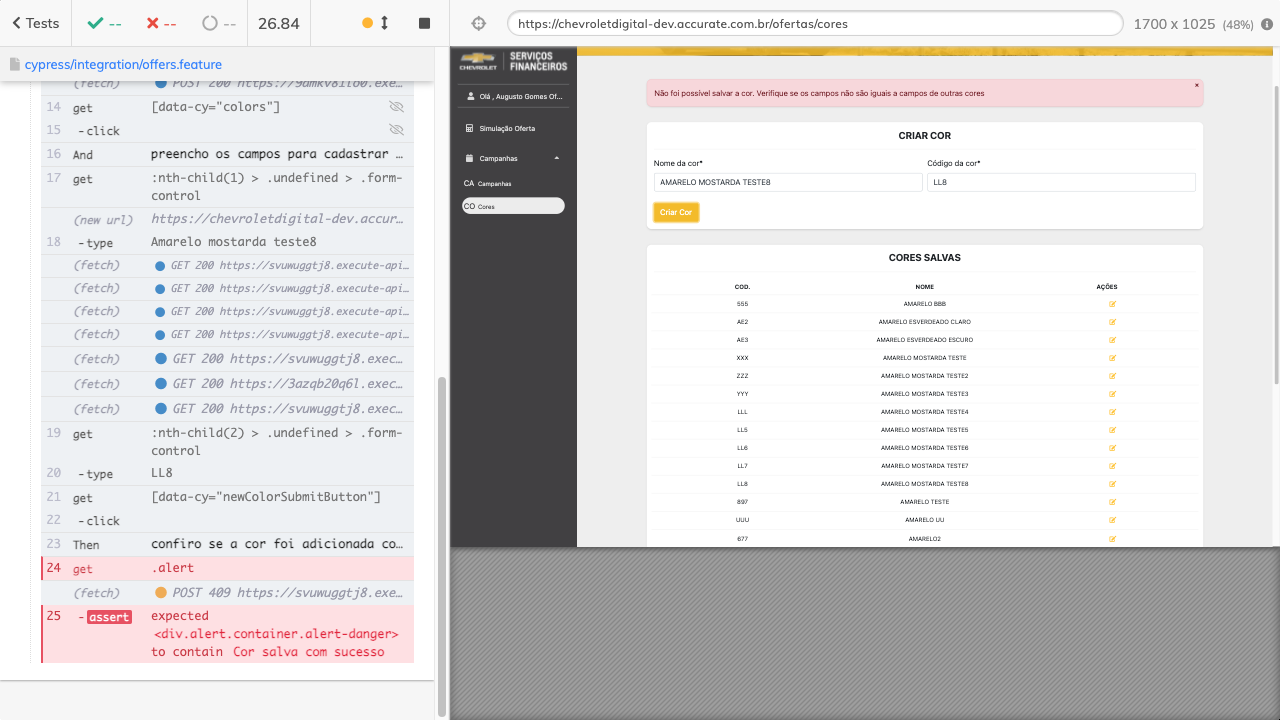 Tests
--
--
--
26.84
https://chevroletdigital-dev.accurate.com.br/ofertas/cores
1700 x 1025 (48%)
cypress/integration/offers.feature
14 get [data-cy="colors"]
15 -click
16 And preencho os campos para cadastrar …
17 get :nth-child(1) > .undefined > .form-
control
(new url) https://chevroletdigital-dev.accur…
18 -type Amarelo mostarda teste8
(fetch) GET 200 https://svuwuggtj8.execute-api…
(fetch) GET 200 https://svuwuggtj8.execute-api…
(fetch) GET 200 https://svuwuggtj8.execute-api…
(fetch) GET 200 https://svuwuggtj8.execute-api…
(fetch) GET 200 https://svuwuggtj8.exec…
(fetch) GET 200 https://3azqb20q6l.exec…
(fetch) GET 200 https://svuwuggtj8.exec…
19 get :nth-child(2) > .undefined > .form-
control
20 -type LL8
21 get [data-cy="newColorSubmitButton"]
22 -click
23 Then confiro se a cor foi adicionada co…
24 get .alert
(fetch) POST 409 https://svuwuggtj8.exe…
25 -assert expected
<div.alert.container.alert-danger>
to contain Cor salva com sucesso
CHEVROLET
SERVIÇOS
FINANCEIROS
Olá , Augusto Gomes Of...
Simulação Oferta
Campanhas
CA Campanhas
CO Cores
Não foi possível salvar a cor. Verifique se os campos não são iguais a campos de outras cores
×
CRIAR COR
Nome da cor* Código da cor*
AMARELO MOSTARDA TESTE8 LL8
Criar Cor
CORES SALVAS
COD. NOME AÇÕES
555 AMARELO BBB
AE2 AMARELO ESVERDEADO CLARO
AE3 AMARELO ESVERDEADO ESCURO
XXX AMARELO MOSTARDA TESTE
ZZZ AMARELO MOSTARDA TESTE2
YYY AMARELO MOSTARDA TESTE3
LLL AMARELO MOSTARDA TESTE4
LL5 AMARELO MOSTARDA TESTE5
LL6 AMARELO MOSTARDA TESTE6
LL7 AMARELO MOSTARDA TESTE7
LL8 AMARELO MOSTARDA TESTE8
897 AMARELO TESTE
UUU AMARELO UU
677 AMARELO2